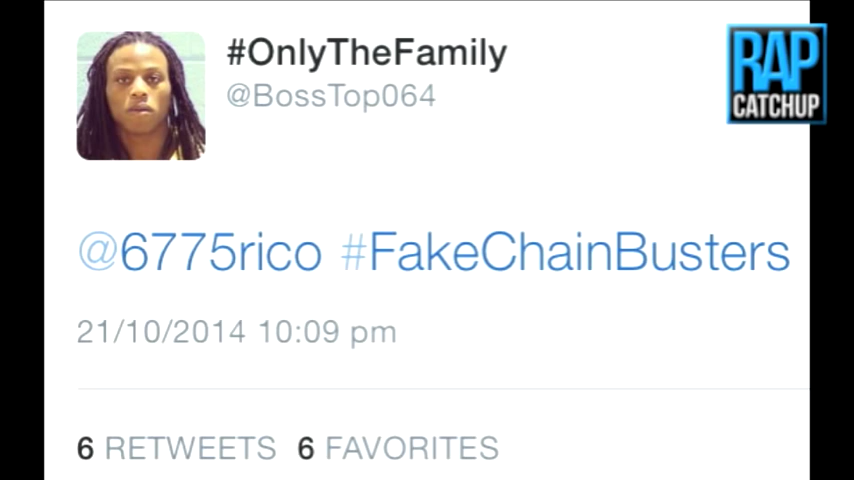 #OnlyTheFamily
@BossTop064
RAP
CATCHUP
@6775rico #FakeChainBusters
21/10/2014 10:09 pm
6 RETWEETS 6 FAVORITES